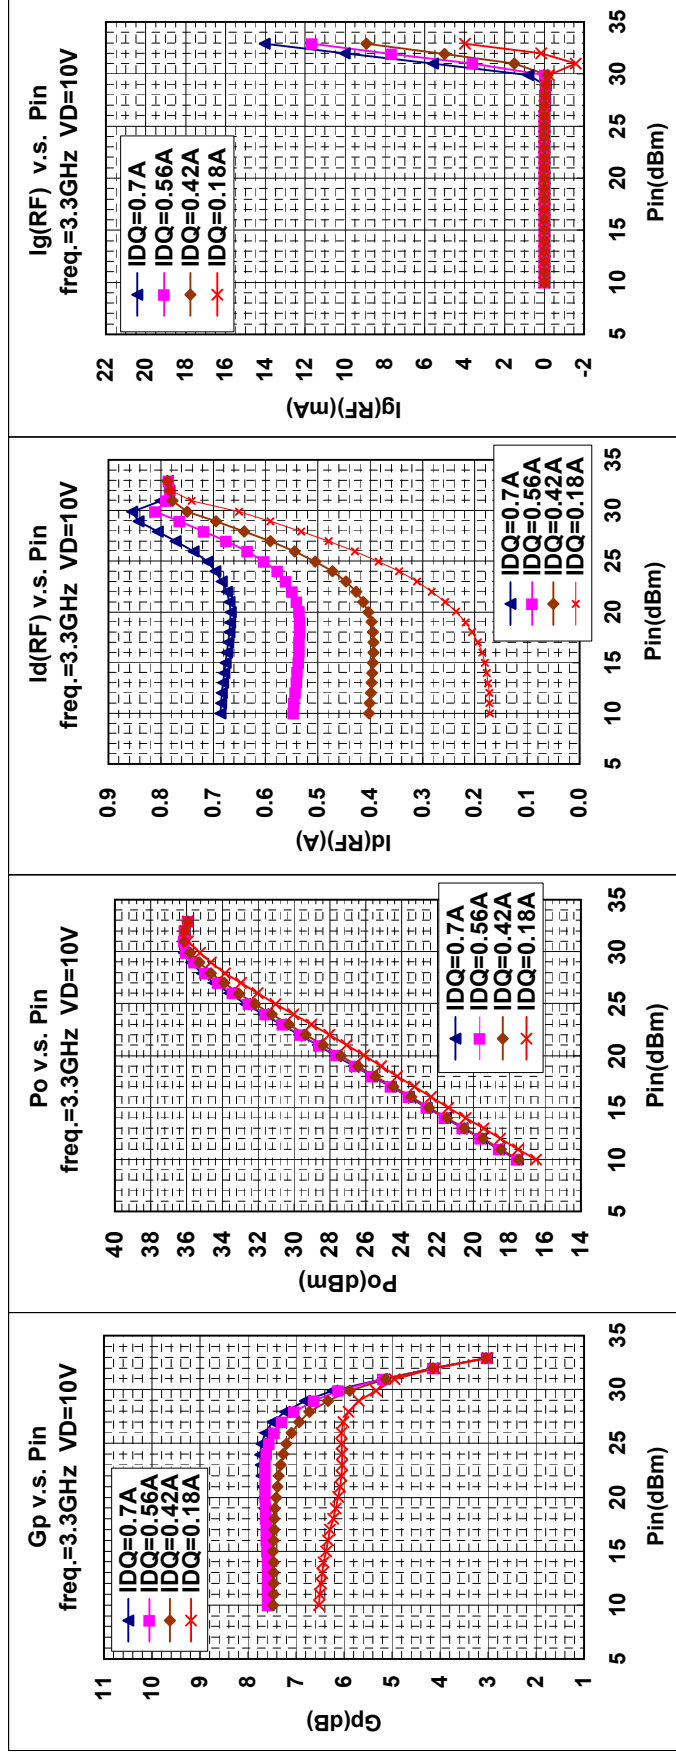 Gp v.s. Pin
freq.=3.3GHz VD=10V
IDQ=0.7A
IDQ=0.56A
IDQ=0.42A
IDQ=0.18A
Gp(dB)
11
10
9
8
7
6
5
4
3
2
1
5 10 15 20 25 30 35
Pin(dBm)
Po v.s. Pin
freq.=3.3GHz VD=10V
Po(dBm)
40
38
36
34
32
30
28
26
24
22
20
18
16
14
IDQ=0.7A
IDQ=0.56A
IDQ=0.42A
IDQ=0.18A
5 10 15 20 25 30 35
Pin(dBm)
Id(RF) v.s. Pin
freq.=3.3GHz VD=10V
Id(RF)(A)
0.9
0.8
0.7
0.6
0.5
0.4
0.3
0.2
0.1
0.0
IDQ=0.7A
IDQ=0.56A
IDQ=0.42A
IDQ=0.18A
5 10 15 20 25 30 35
Pin(dBm)
Ig(RF) v.s. Pin
freq.=3.3GHz VD=10V
IDQ=0.7A
IDQ=0.56A
IDQ=0.42A
IDQ=0.18A
Ig(RF)(mA)
22
20
18
16
14
12
10
8
6
4
2
0
-2
5 10 15 20 25 30 35
Pin(dBm)